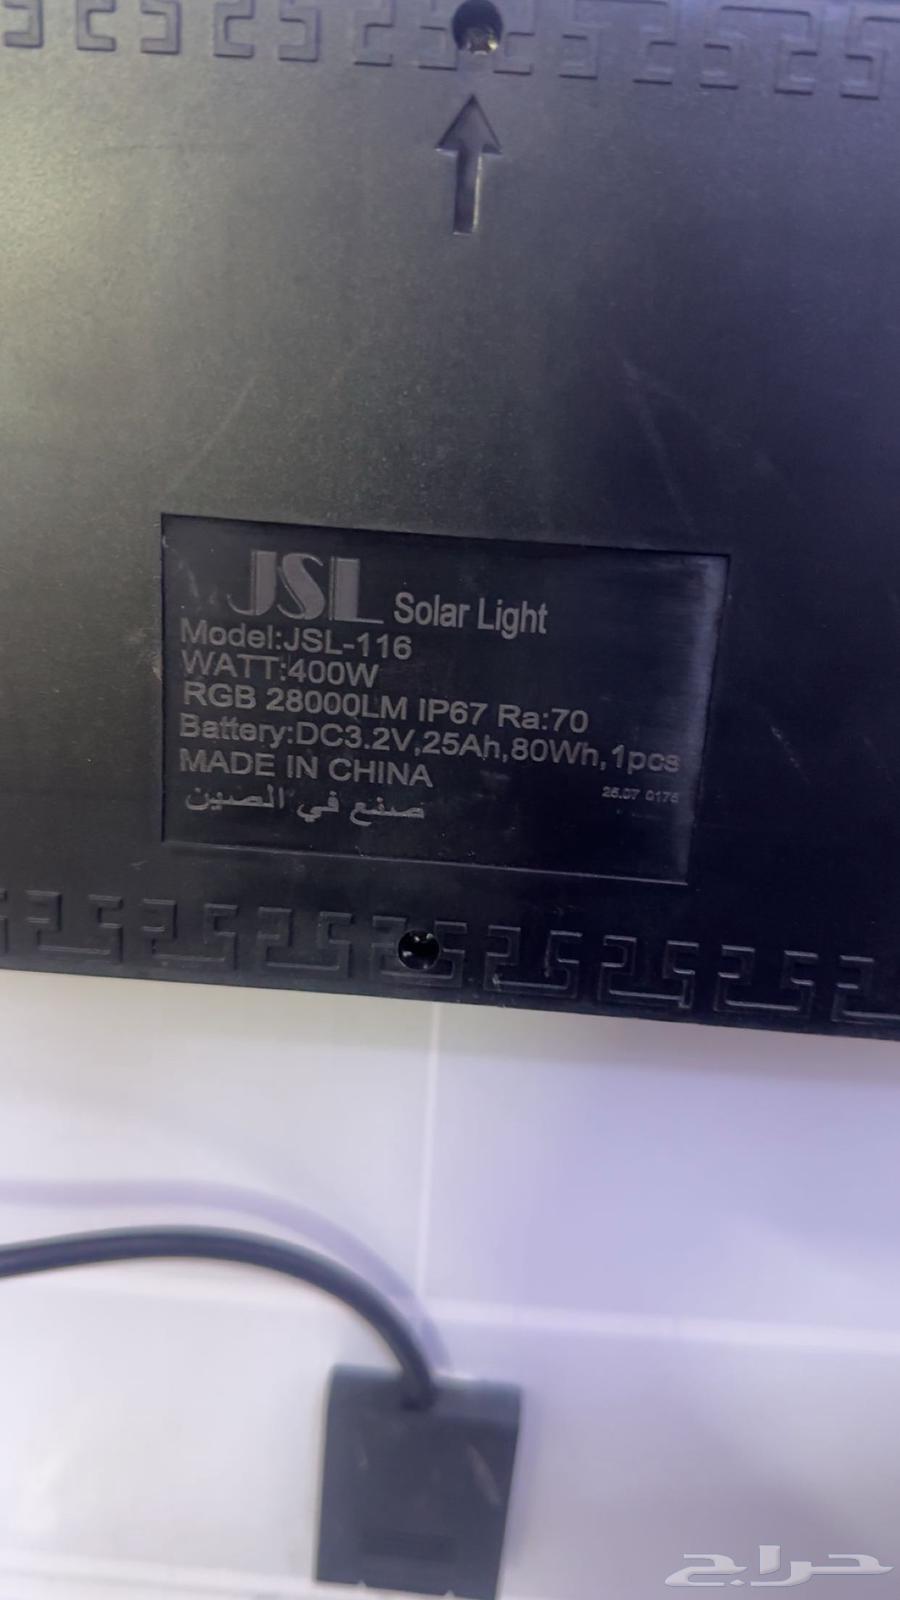 JSL Solar Light
Model:JSL-116
WATT:400W
RGB 28000LM IP67 Ra:70
Battery:DC3.2V,25Ah,80Wh,1pcs
MADE IN CHINA
صنع في الصين
حراج